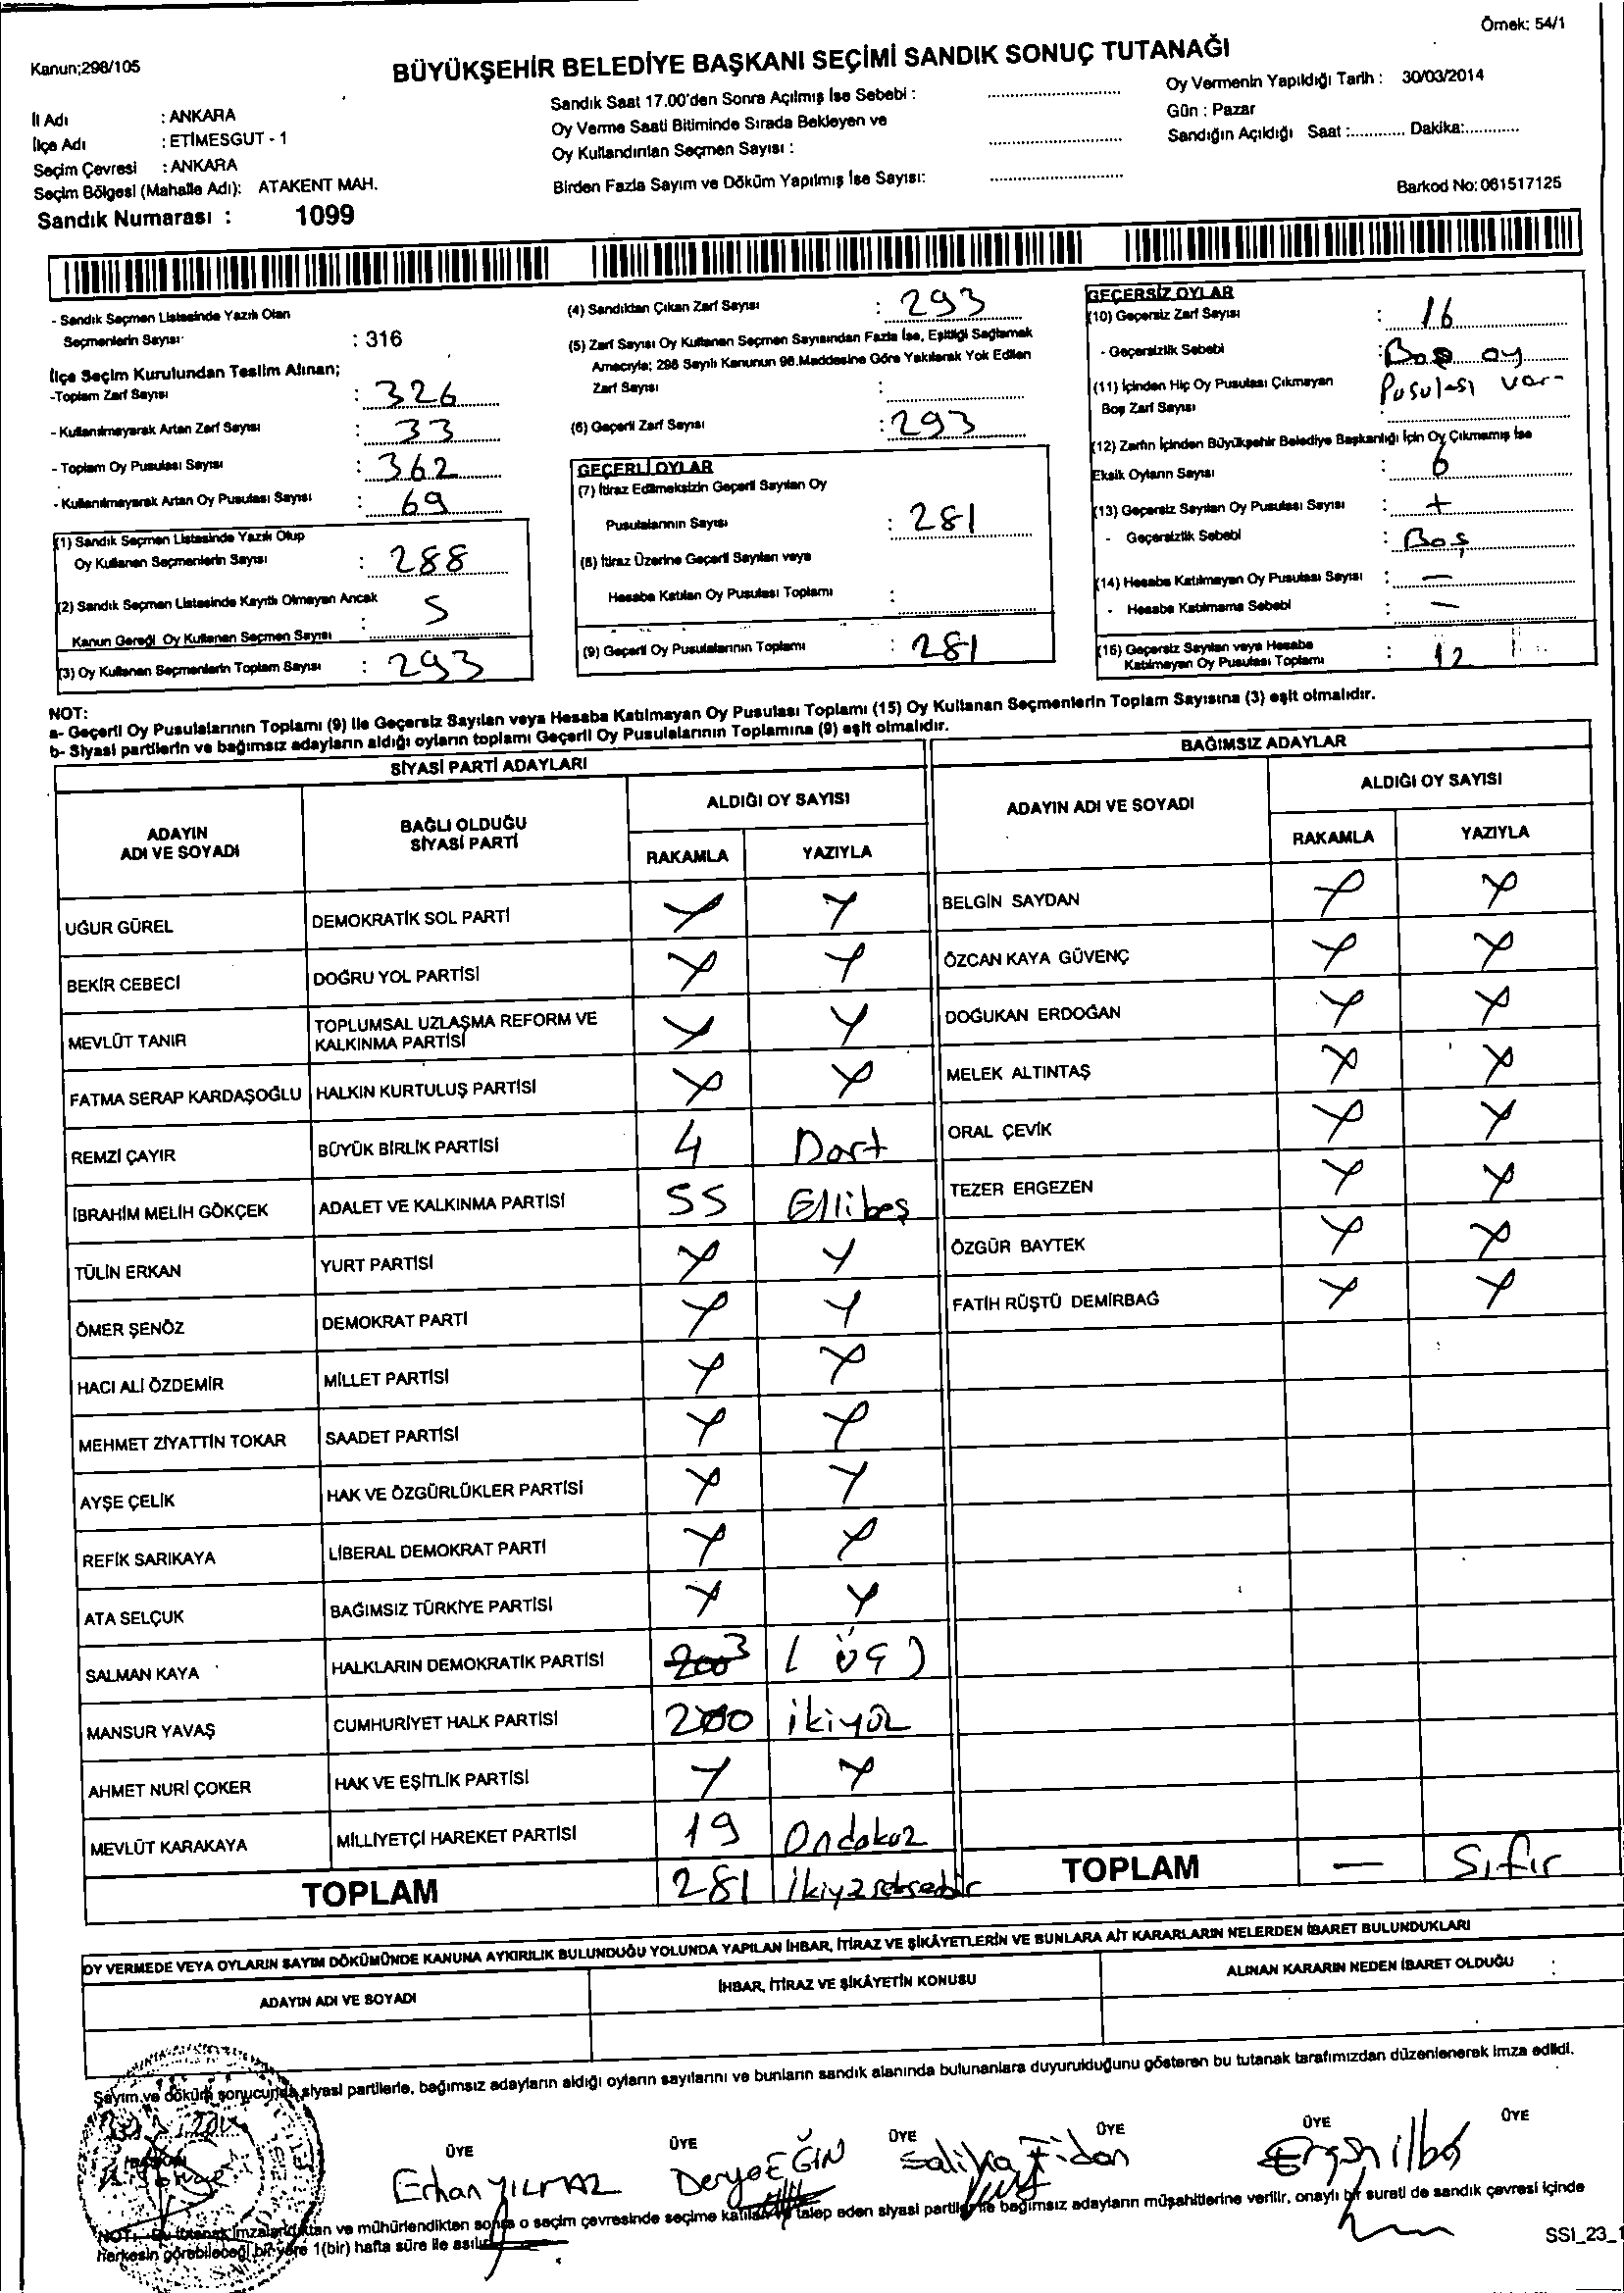 Örnek: 54/1
Kanun;298/105
BÜYÜKŞEHİR BELEDİYE BAŞKANI SEÇİMİ SANDIK SONUÇ TUTANAĞI
İl Adı : ANKARA
İlçe Adı : ETİMESGUT - 1
Seçim Çevresi : ANKARA
Seçim Bölgesi (Mahalle Adı): ATAKENT MAH.
Sandık Numarası : 1099
Sandık Saat 17.00'den Sonra Açılmış İse Sebebi :
Oy Verme Saati Bitiminde Sırada Bekleyen ve
Oy Kullandırılan Seçmen Sayısı :
Birden Fazla Sayım ve Döküm Yapılmış İse Sayısı:
Oy Vermenin Yapıldığı Tarih : 30/03/2014
Gün : Pazar
Sandığın Açıldığı Saat :............ Dakika:............
Barkod No: 061517125
- Sandık Seçmen Listesinde Yazılı Olan
Seçmenlerin Sayısı : 316
İlçe Seçim Kurulundan Teslim Alınan;
-Toplam Zarf Sayısı : 326
- Kullanılmayarak Artan Zarf Sayısı : 33
- Toplam Oy Pusulası Sayısı : 362
- Kullanılmayarak Artan Oy Pusulası Sayısı : 69
(1) Sandık Seçmen Listesinde Yazılı Olup
Oy Kullanan Seçmenlerin Sayısı : 288
(2) Sandık Seçmen Listesinde Kayıtlı Olmayan Ancak
Kanun Gereği Oy Kullanan Seçmen Sayısı : 5
(3) Oy Kullanan Seçmenlerin Toplam Sayısı : 293
(4) Sandıktan Çıkan Zarf Sayısı : 293
(5) Zarf Sayısı Oy Kullanan Seçmen Sayısından Fazla İse, Eşitliği Sağlamak
Amacıyla; 298 Sayılı Kanunun 98.Maddesine Göre Yakılarak Yok Edilen
Zarf Sayısı :
(6) Geçerli Zarf Sayısı : 293
GEÇERLİ OYLAR
(7) İtiraz Edilmeksizin Geçerli Sayılan Oy
Pusulalarının Sayısı : 281
(8) İtiraz Üzerine Geçerli Sayılan veya
Hesaba Katılan Oy Pusulası Toplamı :
(9) Geçerli Oy Pusulalarının Toplamı : 281
GEÇERSİZ OYLAR
(10) Geçersiz Zarf Sayısı : 16
- Geçersizlik Sebebi : Boş oy
Pusulası var-
(11) İçinden Hiç Oy Pusulası Çıkmayan
Boş Zarf Sayısı :
(12) Zarfın İçinden Büyükşehir Belediye Başkanlığı İçin Oy Çıkmamış İse
Eksik Oyların Sayısı : 6
(13) Geçersiz Sayılan Oy Pusulası Sayısı : +
- Geçersizlik Sebebi : Boş
(14) Hesaba Katılmayan Oy Pusulası Sayısı : —
- Hesaba Katılmama Sebebi : —
(15) Geçersiz Sayılan veya Hesaba
Katılmayan Oy Pusulası Toplamı : 12
NOT:
a- Geçerli Oy Pusulalarının Toplamı (9) ile Geçersiz Sayılan veya Hesaba Katılmayan Oy Pusulası Toplamı (15) Oy Kullanan Seçmenlerin Toplam Sayısına (3) eşit olmalıdır.
b- Siyasi partilerin ve bağımsız adayların aldığı oyların toplamı Geçerli Oy Pusulalarının Toplamına (9) eşit olmalıdır.
SİYASİ PARTİ ADAYLARI
ADAYIN ADI VE SOYADI
BAĞLI OLDUĞU SİYASİ PARTİ
ALDIĞI OY SAYISI
RAKAMLA YAZIYLA
UĞUR GÜREL DEMOKRATİK SOL PARTİ
BEKİR CEBECİ DOĞRU YOL PARTİSİ
MEVLÜT TANIR TOPLUMSAL UZLAŞMA REFORM VE KALKINMA PARTİSİ
FATMA SERAP KARDAŞOĞLU HALKIN KURTULUŞ PARTİSİ
REMZİ ÇAYIR BÜYÜK BİRLİK PARTİSİ 4 Dört
İBRAHİM MELİH GÖKÇEK ADALET VE KALKINMA PARTİSİ 55 Ellibeş
TÜLİN ERKAN YURT PARTİSİ
ÖMER ŞENÖZ DEMOKRAT PARTİ
HACI ALİ ÖZDEMİR MİLLET PARTİSİ
MEHMET ZİYATTİN TOKAR SAADET PARTİSİ
AYŞE ÇELİK HAK VE ÖZGÜRLÜKLER PARTİSİ
REFİK SARIKAYA LİBERAL DEMOKRAT PARTİ
ATA SELÇUK BAĞIMSIZ TÜRKİYE PARTİSİ
SALMAN KAYA HALKLARIN DEMOKRATİK PARTİSİ 200 3 ( ÜÇ )
MANSUR YAVAŞ CUMHURİYET HALK PARTİSİ 200 ikiyüz
AHMET NURİ ÇOKER HAK VE EŞİTLİK PARTİSİ
MEVLÜT KARAKAYA MİLLİYETÇİ HAREKET PARTİSİ 19 Ondokuz
TOPLAM 281
BAĞIMSIZ ADAYLAR
ADAYIN ADI VE SOYADI
ALDIĞI OY SAYISI
RAKAMLA YAZIYLA
BELGİN SAYDAN
ÖZCAN KAYA GÜVENÇ
DOĞUKAN ERDOĞAN
MELEK ALTINTAŞ
ORAL ÇEVİK
TEZER ERGEZEN
ÖZGÜR BAYTEK
FATİH RÜŞTÜ DEMİRBAĞ
TOPLAM — Sıfır
OY VERMEDE VEYA OYLARIN SAYIM DÖKÜMÜNDE KANUNA AYKIRILIK BULUNDUĞU YOLUNDA YAPILAN İHBAR, İTİRAZ VE ŞİKÂYETLERİN VE BUNLARA AİT KARARLARIN NELERDEN İBARET BULUNDUKLARI
ADAYIN ADI VE SOYADI İHBAR, İTİRAZ VE ŞİKÂYETİN KONUSU ALINAN KARARIN NEDEN İBARET OLDUĞU
Sayım ve döküm sonucunda siyasi partilerle, bağımsız adayların aldığı oyların sayılarını ve bunların sandık alanında bulunanlara duyurulduğunu gösteren bu tutanak tarafımızdan düzenlenerek imza edildi.
ÜYE ÜYE ÜYE ÜYE ÜYE ÜYE
Erhan YILMAZ Derya EĞİN Saliha Fidan
NOT: Bu tutanak imzalandıktan ve mühürlendikten sonra o seçim çevresinde seçime katılan ve talep eden siyasi partilerle bağımsız adayların müşahitlerine verilir, onaylı bir sureti de sandık çevresi içinde
herkesin görebileceği bir yere 1(bir) hafta süre ile asılır.
SSI_23_1